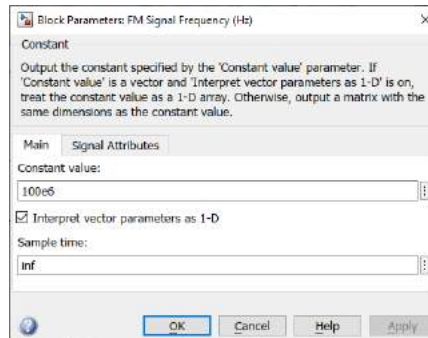 Block Parameters: FM Signal Frequency (Hz)
Constant
Output the constant specified by the 'Constant value' parameter. If
'Constant value' is a vector and 'Interpret vector parameters as 1-D' is on,
treat the constant value as a 1-D array. Otherwise, output a matrix with the
same dimensions as the constant value.
Main Signal Attributes
Constant value:
100e6
Interpret vector parameters as 1-D
Sample time:
inf
OK Cancel Help Apply